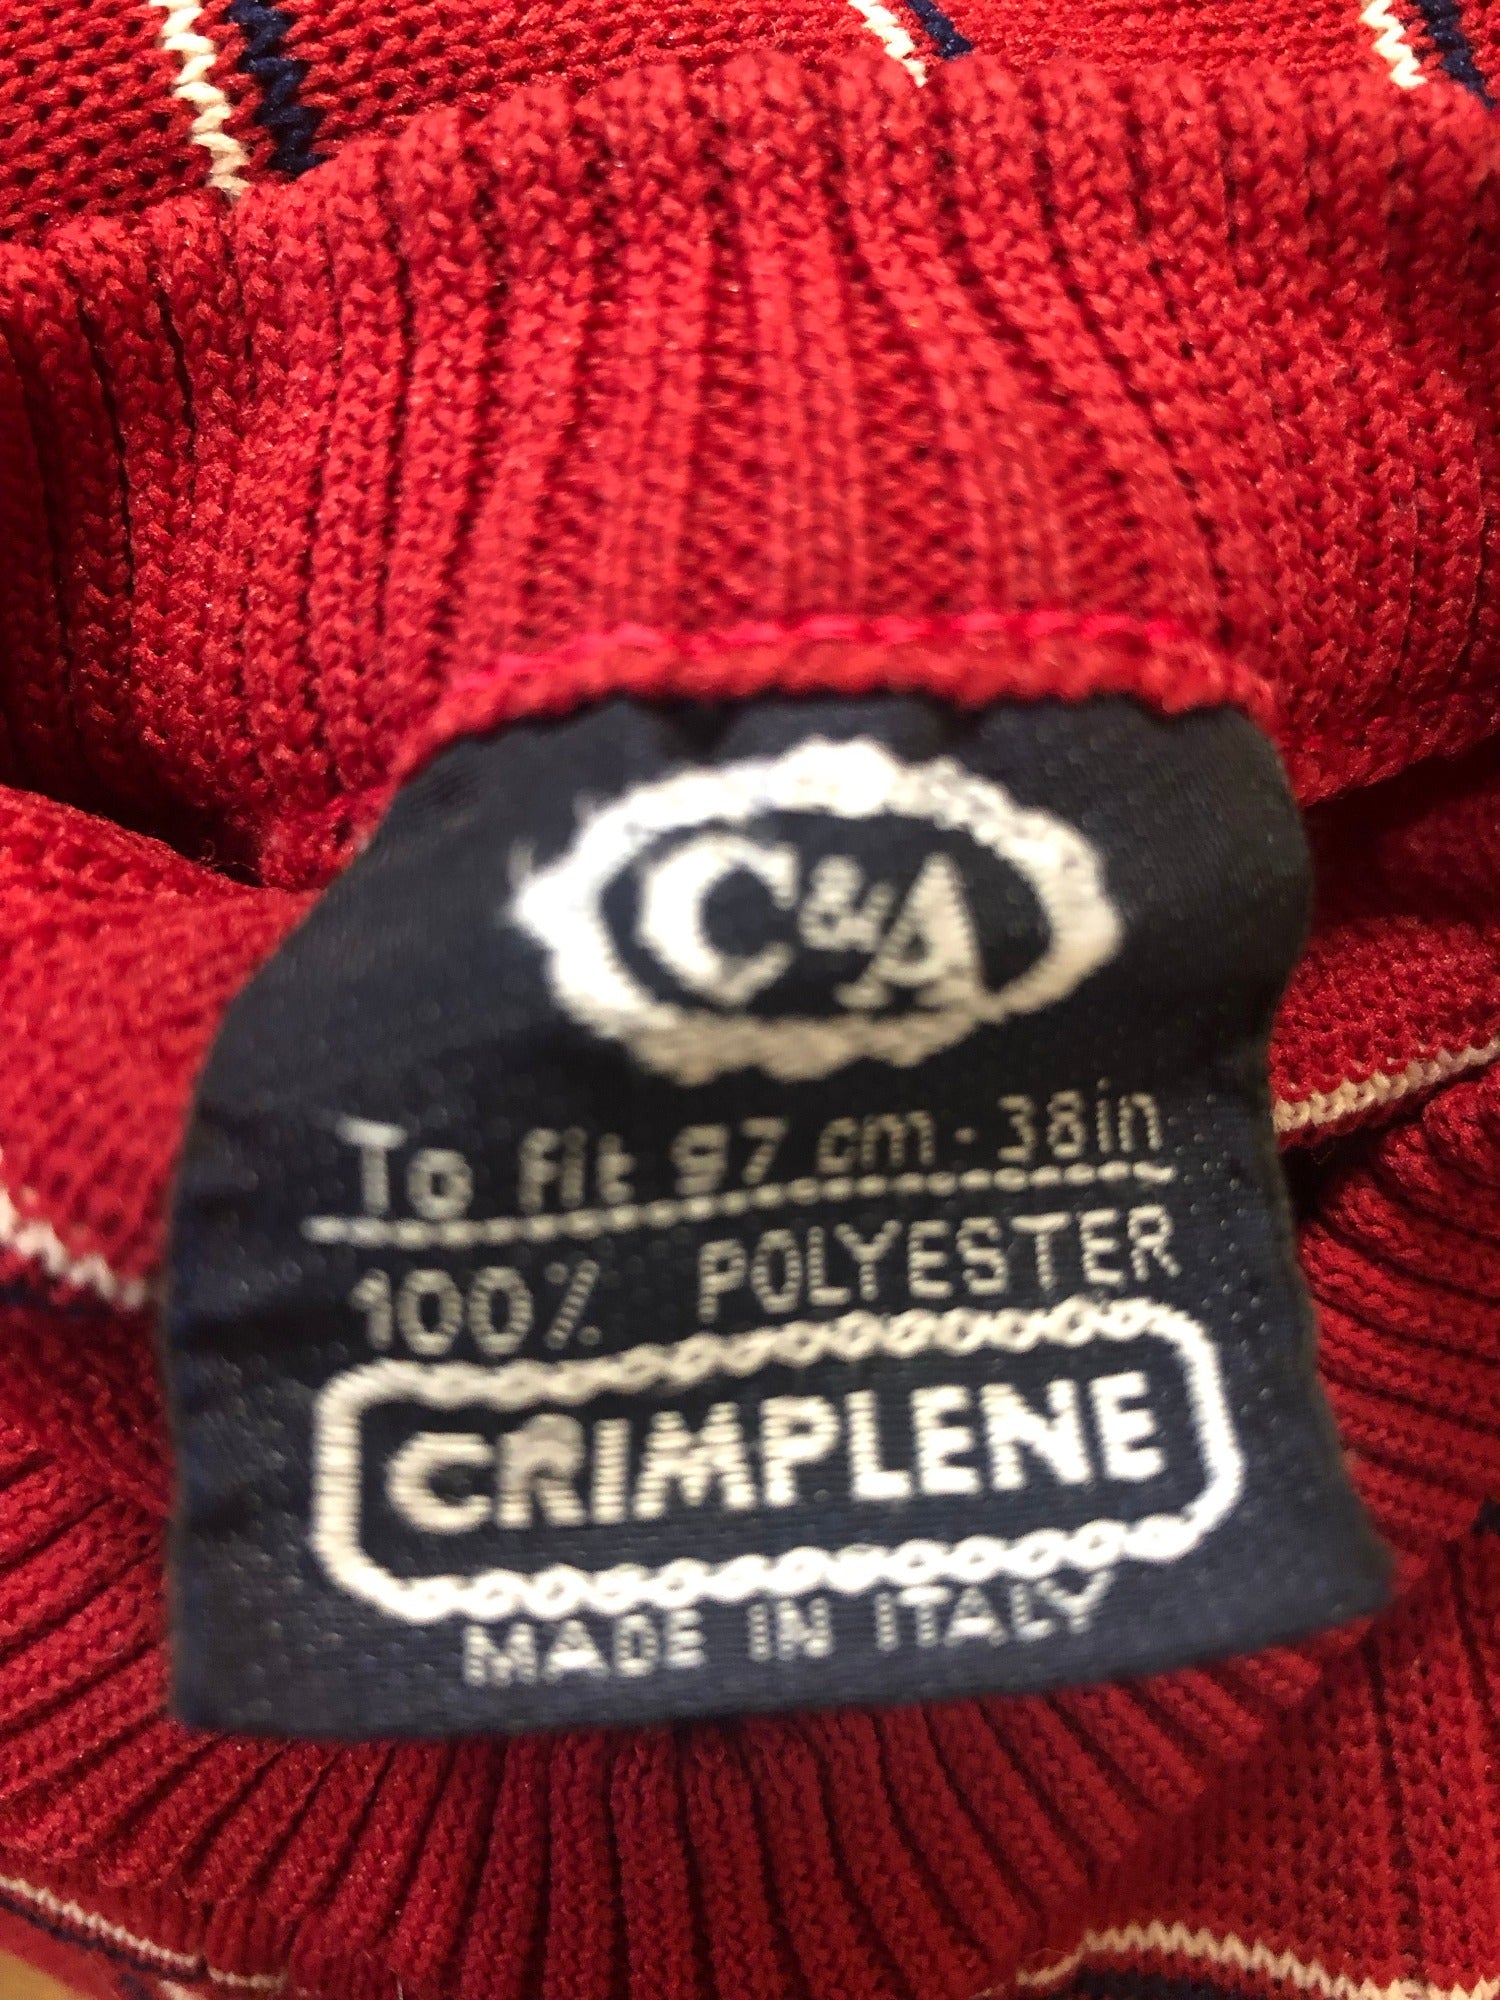 C&A
To fit 97 cm - 38in
100% POLYESTER
CRIMPLENE
MADE IN ITALY